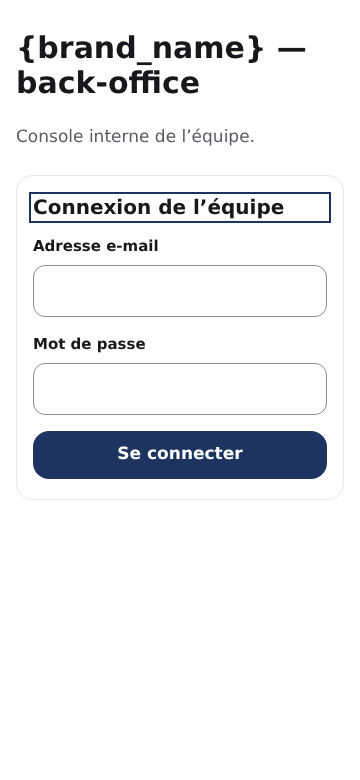 {brand_name} —
back-office
Console interne de l’équipe.
Connexion de l’équipe
Adresse e-mail
Mot de passe
Se connecter